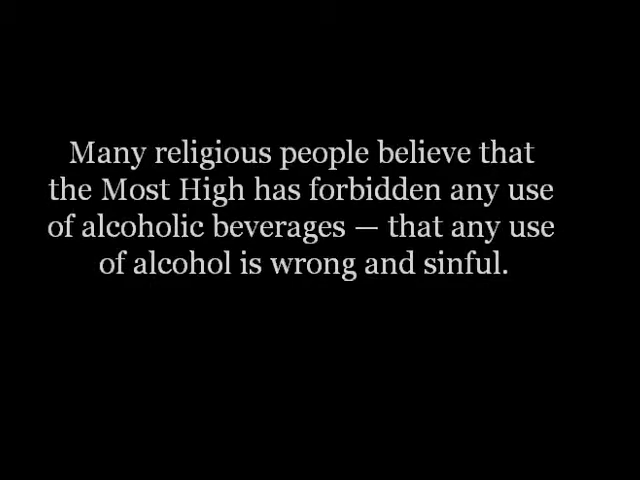 Many religious people believe that
the Most High has forbidden any use
of alcoholic beverages — that any use
of alcohol is wrong and sinful.